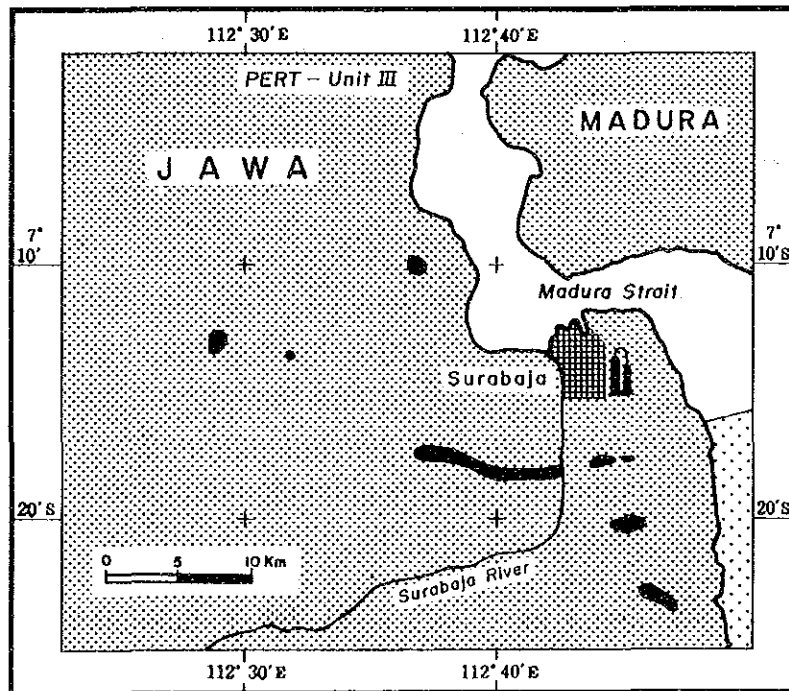 112° 30′ E 112° 40′ E
PERT – Unit III
MADURA
JAWA
7° 10′ 7° 10′S
Madura Strait
Surabaja
20′S 20′S
0 5 10 Km
Surabaja River
112° 30′ E 112° 40′ E